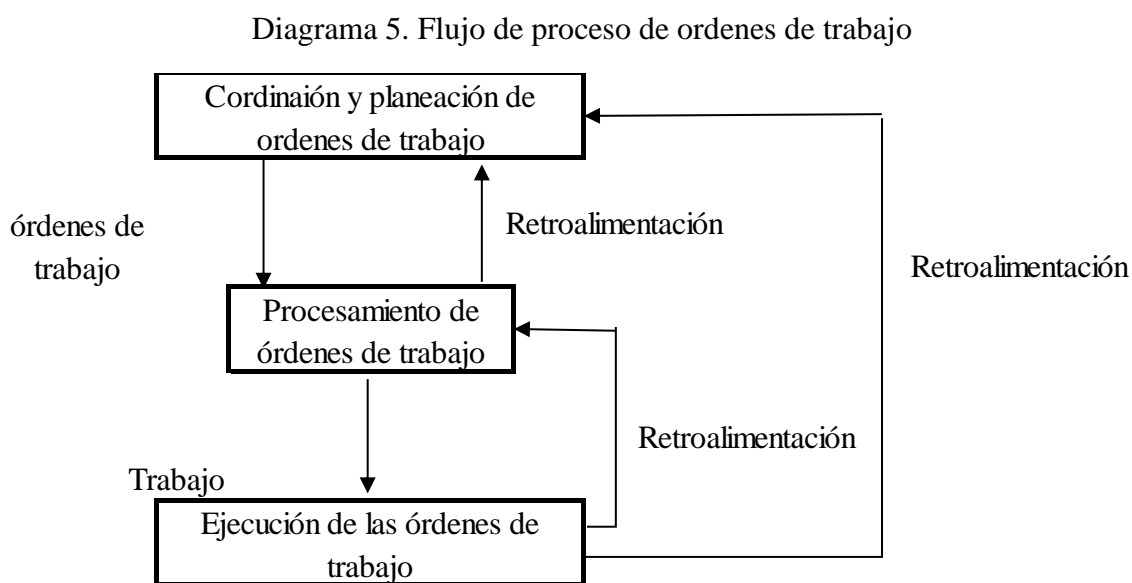 Diagrama 5. Flujo de proceso de ordenes de trabajo
Cordinaión y planeación de
ordenes de trabajo
órdenes de
trabajo
Retroalimentación
Retroalimentación
Procesamiento de
órdenes de trabajo
Retroalimentación
Trabajo
Ejecución de las órdenes de
trabajo